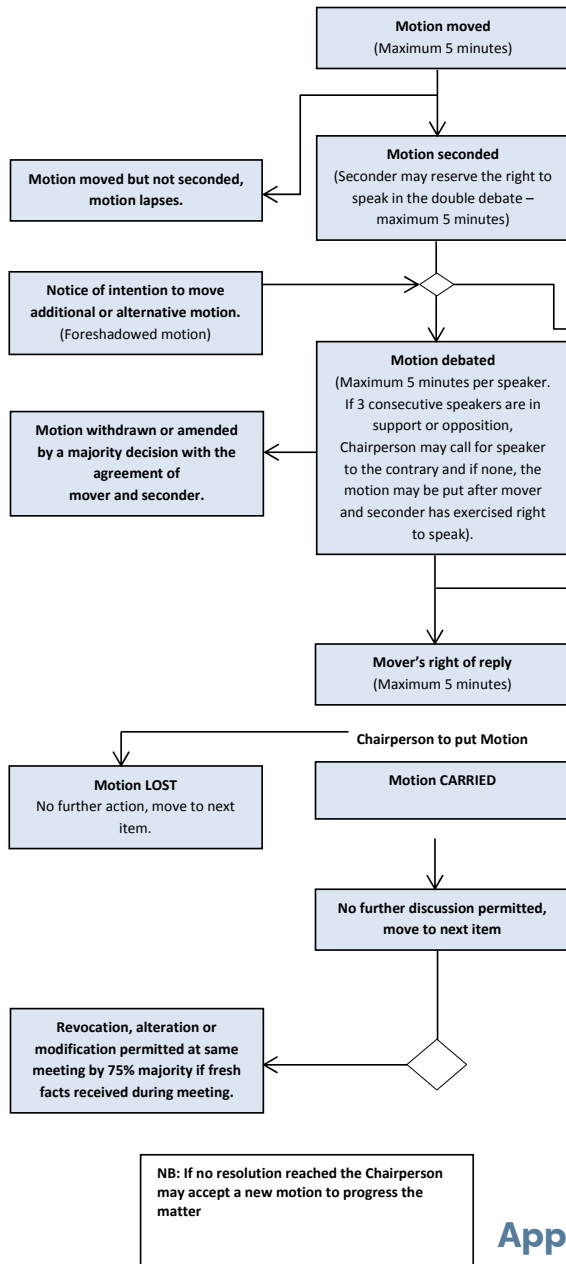 Motion moved
(Maximum 5 minutes)
Motion seconded
(Seconder may reserve the right to
speak in the double debate –
maximum 5 minutes)
Motion moved but not seconded,
motion lapses.
Notice of intention to move
additional or alternative motion.
(Foreshadowed motion)
Motion debated
(Maximum 5 minutes per speaker.
If 3 consecutive speakers are in
support or opposition,
Chairperson may call for speaker
to the contrary and if none, the
motion may be put after mover
and seconder has exercised right
to speak).
Motion withdrawn or amended
by a majority decision with the
agreement of
mover and seconder.
Mover’s right of reply
(Maximum 5 minutes)
Chairperson to put Motion
Motion LOST
No further action, move to next
item.
Motion CARRIED
No further discussion permitted,
move to next item
Revocation, alteration or
modification permitted at same
meeting by 75% majority if fresh
facts received during meeting.
NB: If no resolution reached the Chairperson
may accept a new motion to progress the
matter
App